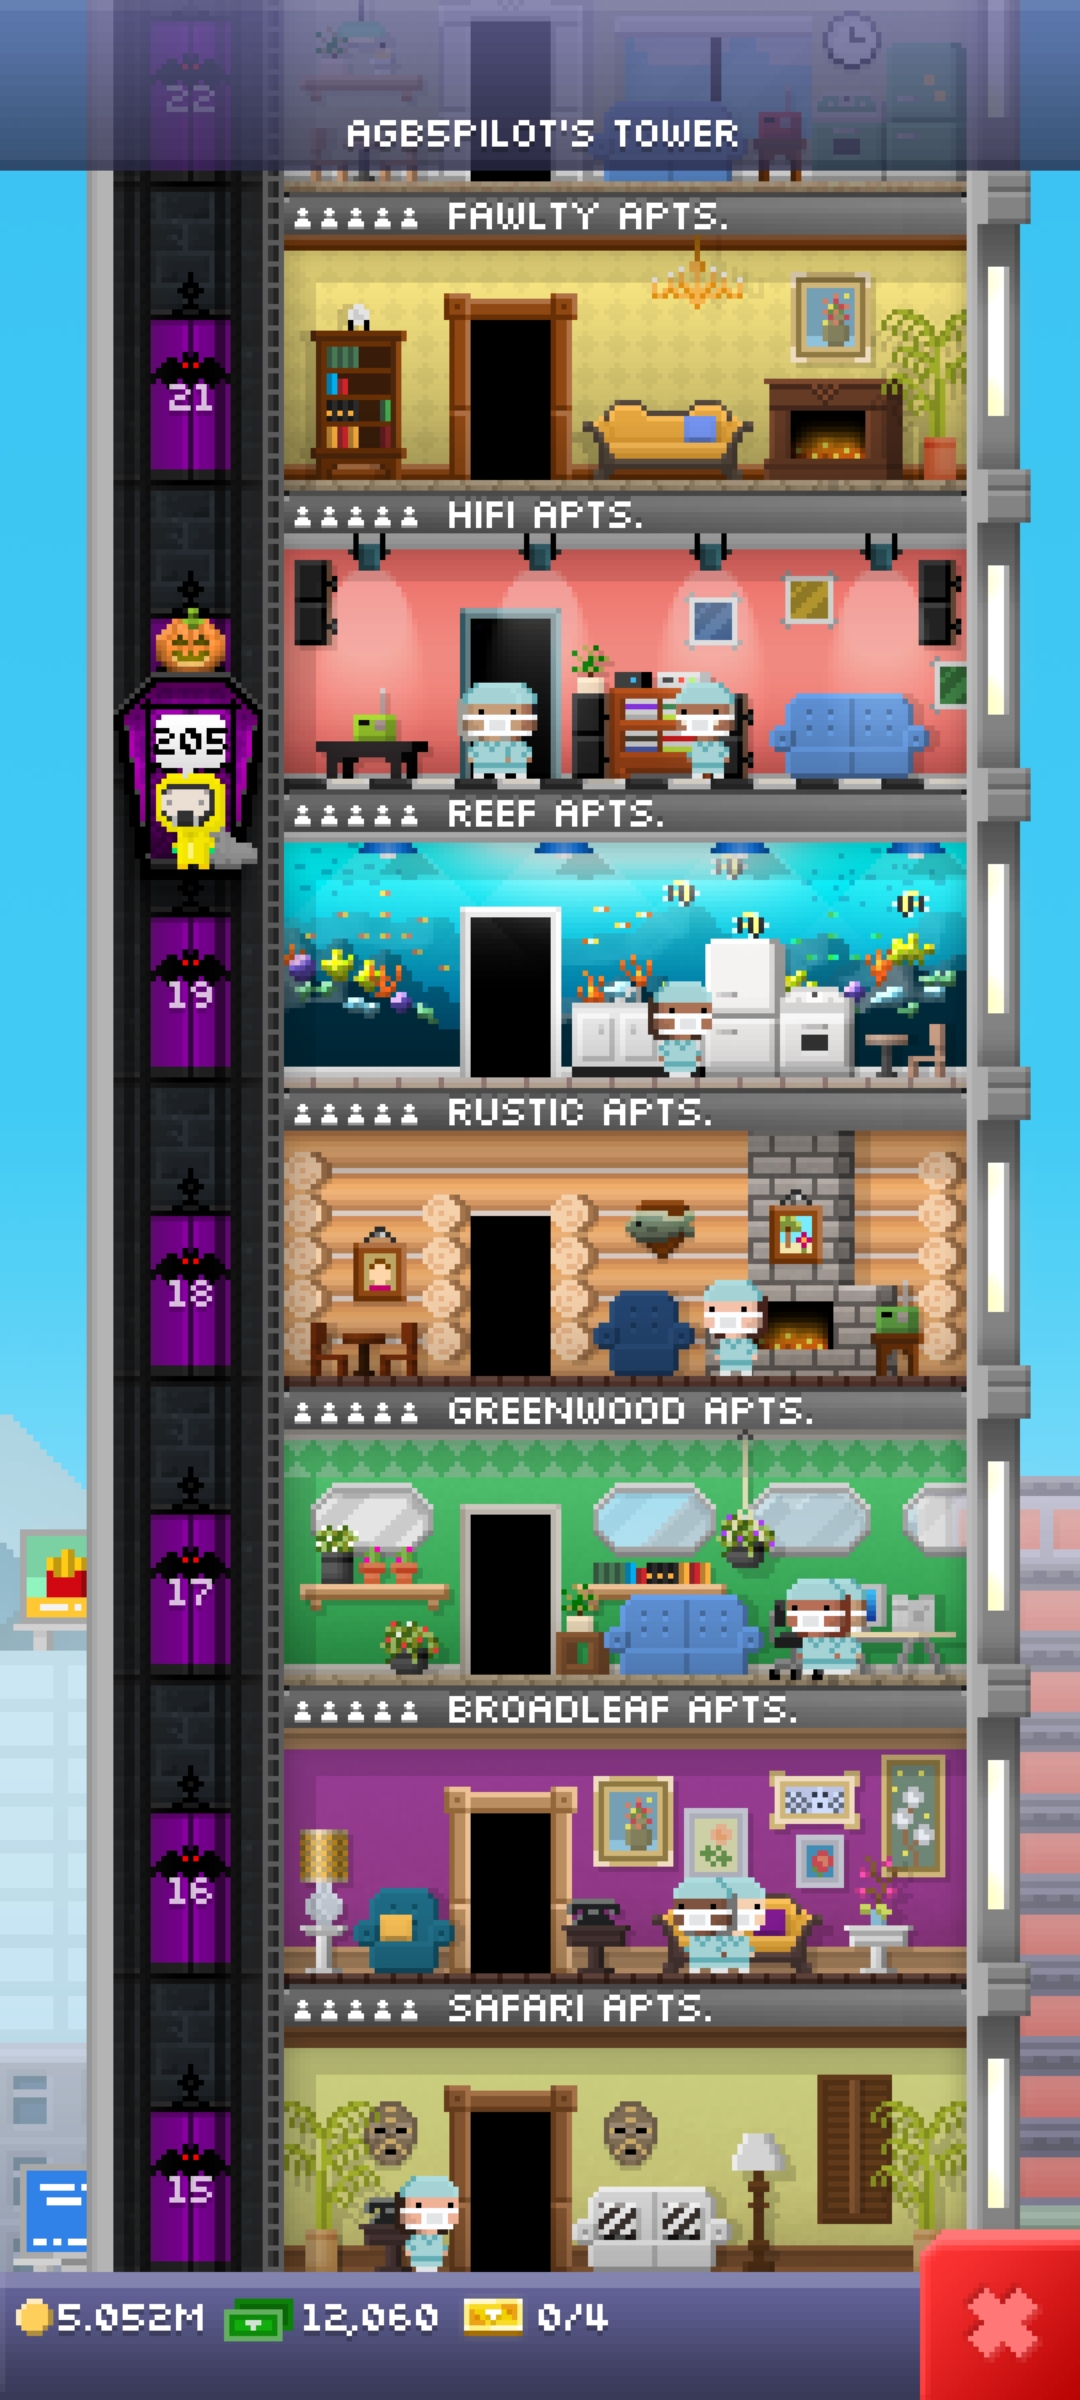 22
AGB5PILOT'S TOWER
FAWLTY APTS.
21
HIFI APTS.
205
REEF APTS.
19
RUSTIC APTS.
18
GREENWOOD APTS.
17
BROADLEAF APTS.
16
SAFARI APTS.
15
5.052M 12,060 0/4